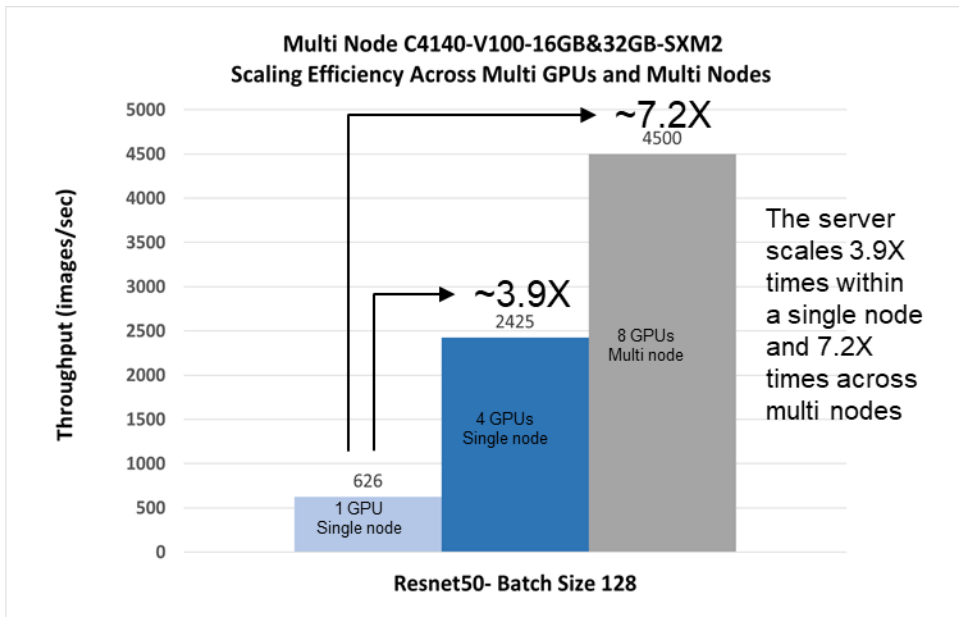 Multi Node C4140-V100-16GB&32GB-SXM2
Scaling Efficiency Across Multi GPUs and Multi Nodes
Throughput (images/sec)
5000
4500
4000
3500
3000
2500
2000
1500
1000
500
0
~7.2X
4500
~3.9X
2425
626
8 GPUs
Multi node
4 GPUs
Single node
1 GPU
Single node
The server
scales 3.9X
times within
a single node
and 7.2X
times across
multi nodes
Resnet50- Batch Size 128